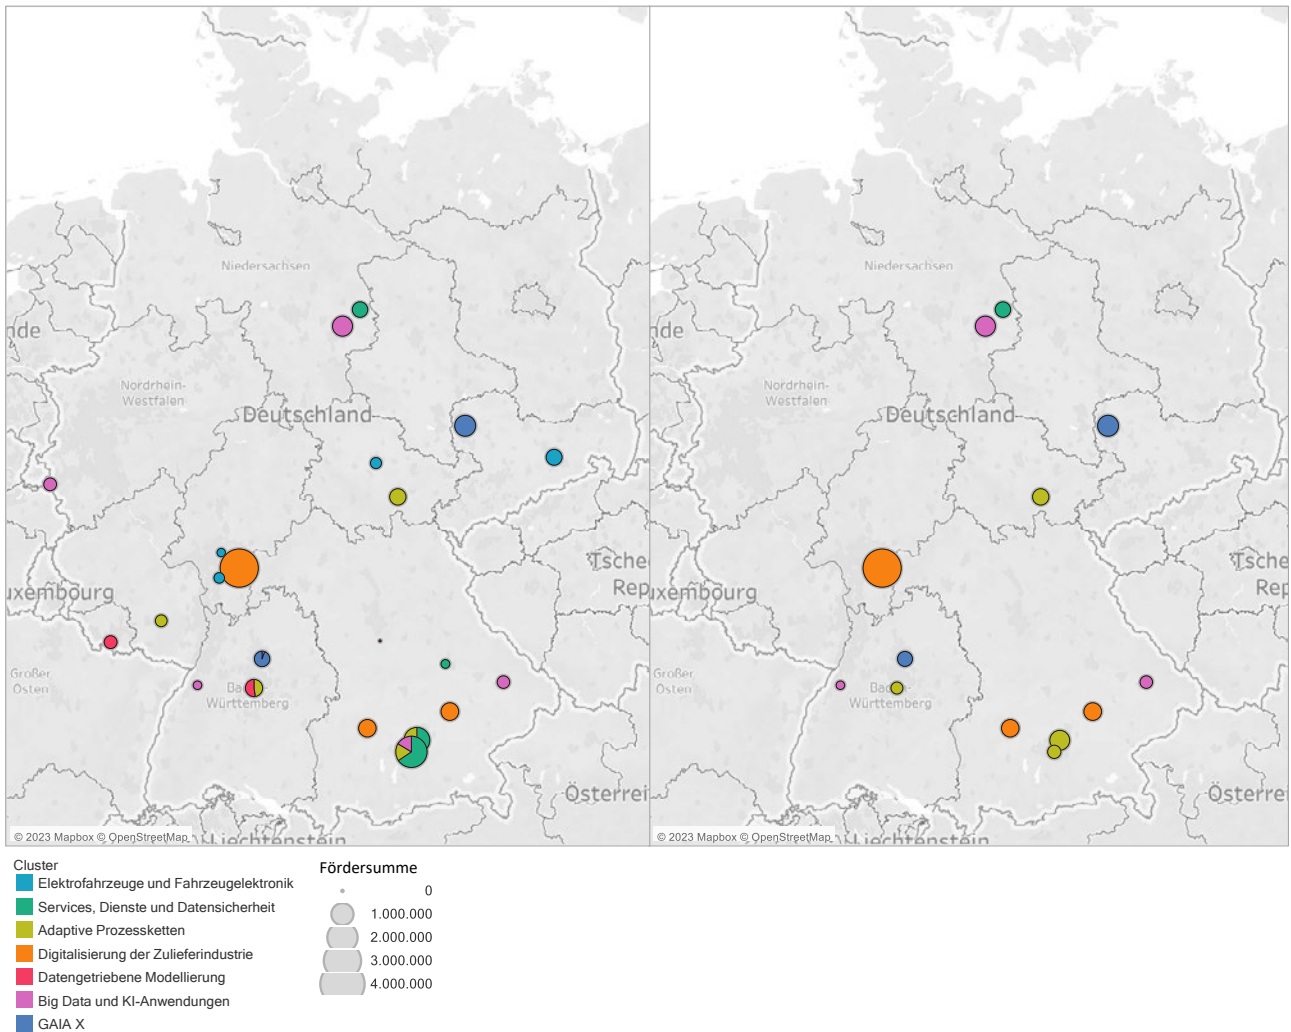 Niedersachsen
Niedersachsen
nde
nde
Nordrhein-
Westfalen
Nordrhein-
Westfalen
Deutschland
Deutschland
Tsche
Rep
Tsche
Rep
uxembourg
uxembourg
Großer
Osten
Großer
Osten
Württemberg
Württemberg
Österrei
Österrei
© 2023 Mapbox © OpenStreetMap
Liechtenstein
© 2023 Mapbox © OpenStreetMap
Liechtenstein
Cluster
Elektrofahrzeuge und Fahrzeugelektronik
Services, Dienste und Datensicherheit
Adaptive Prozessketten
Digitalisierung der Zulieferindustrie
Datengetriebene Modellierung
Big Data und KI-Anwendungen
GAIA X
Fördersumme
0
1.000.000
2.000.000
3.000.000
4.000.000